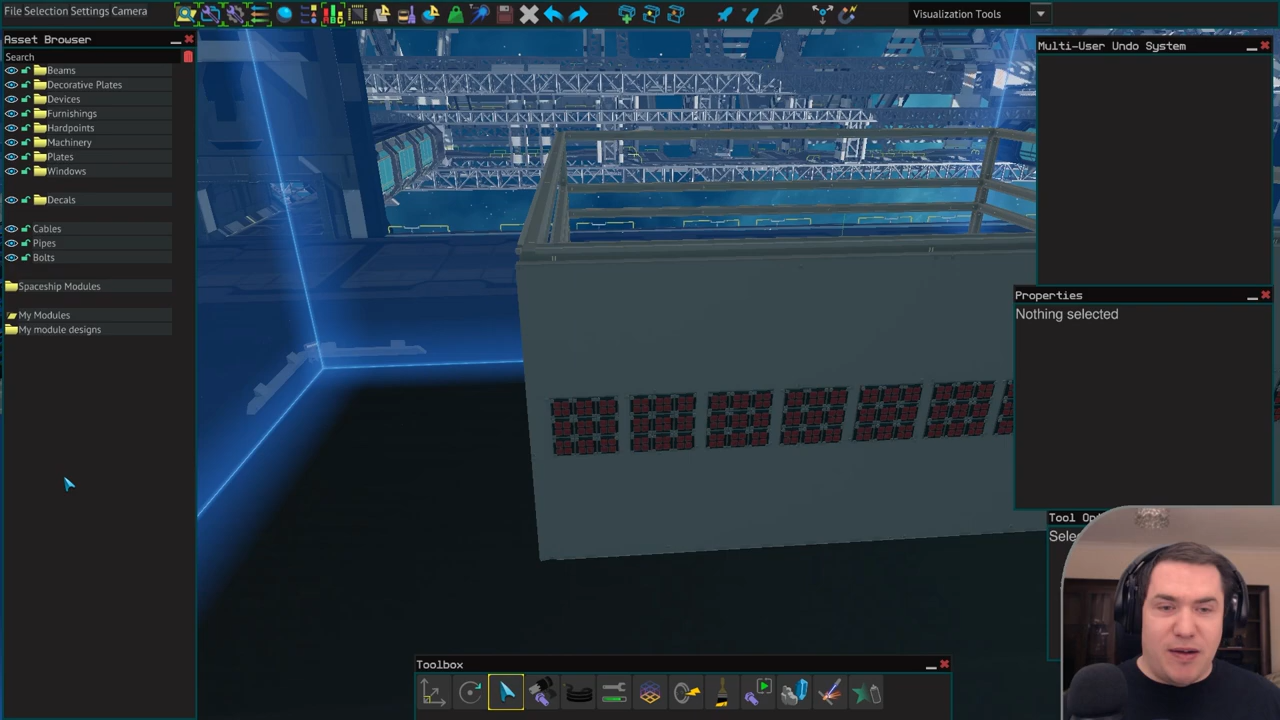 File Selection Settings Camera
Visualization Tools
Asset Browser
Search
Beams
Decorative Plates
Devices
Furnishings
Hardpoints
Machinery
Plates
Windows
Decals
Cables
Pipes
Bolts
Spaceship Modules
My Modules
My module designs
Multi-User Undo System
Properties
Nothing selected
Tool
Toolbox